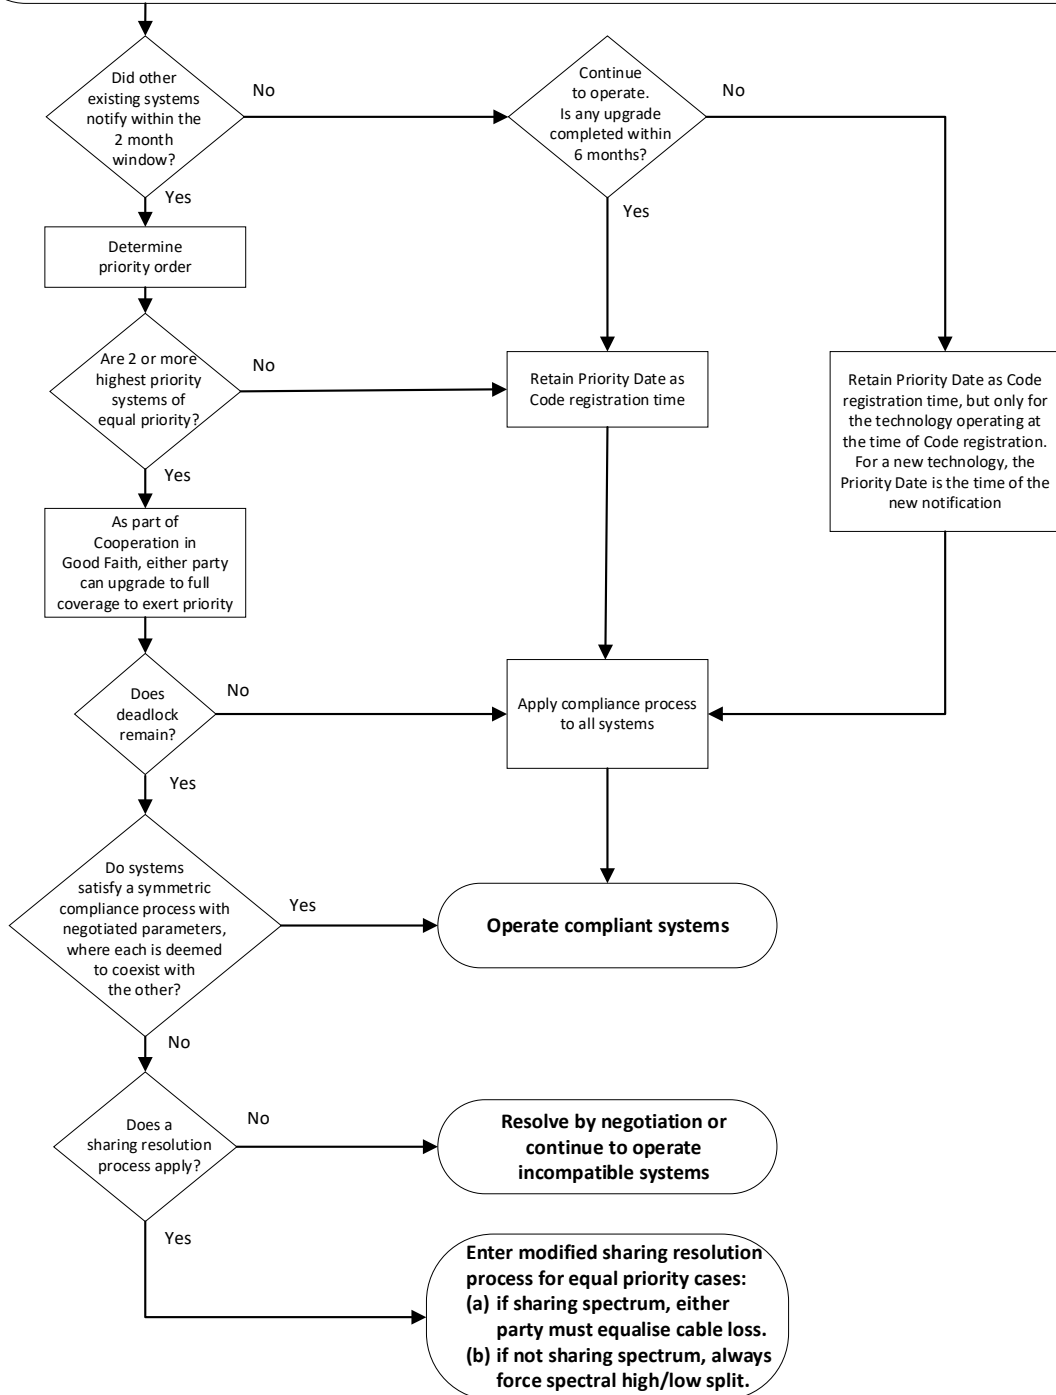 Did other
existing systems
notify within the
2 month
window?
No
Yes
Continue
to operate.
Is any upgrade
completed within
6 months?
No
Yes
Determine
priority order
Are 2 or more
highest priority
systems of
equal priority?
No
Yes
Retain Priority Date as
Code registration time
Retain Priority Date as Code
registration time, but only for
the technology operating at
the time of Code registration.
For a new technology, the
Priority Date is the time of the
new notification
As part of
Cooperation in
Good Faith, either party
can upgrade to full
coverage to exert priority
Does
deadlock
remain?
No
Yes
Apply compliance process
to all systems
Do systems
satisfy a symmetric
compliance process with
negotiated parameters,
where each is deemed
to coexist with
the other?
Yes
No
Operate compliant systems
Does a
sharing resolution
process apply?
No
Yes
Resolve by negotiation or
continue to operate
incompatible systems
Enter modified sharing resolution
process for equal priority cases:
(a) if sharing spectrum, either
party must equalise cable loss.
(b) if not sharing spectrum, always
force spectral high/low split.